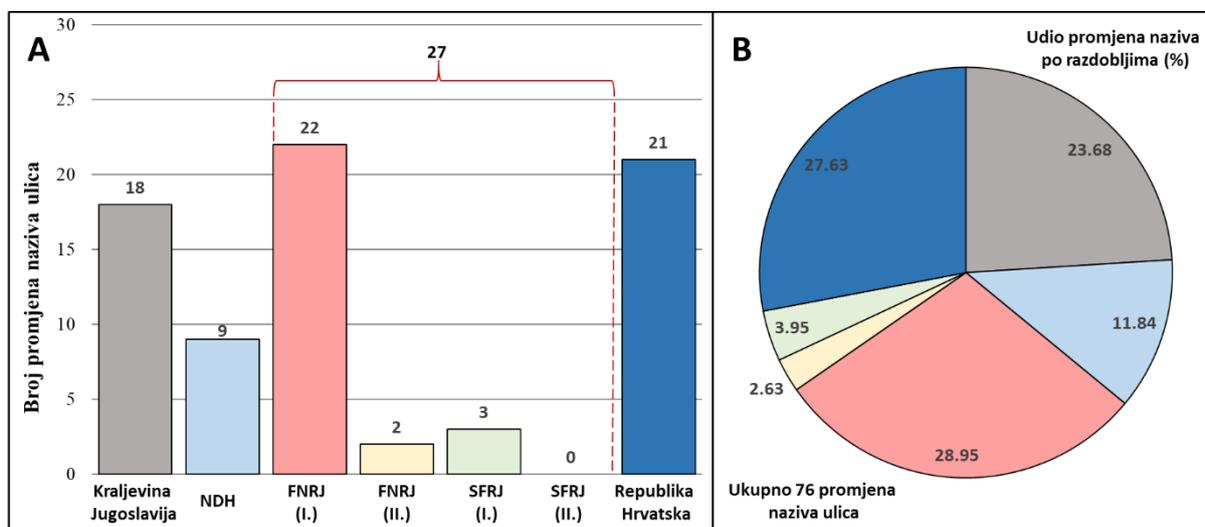 A
30
25
20
15
10
5
0
Broj promjena naziva ulica
27
18
9
22
2
3
0
21
Kraljevina
Jugoslavija
NDH
FNRJ
(I.)
FNRJ
(II.)
SFRJ
(I.)
SFRJ
(II.)
Republika
Hrvatska
B
Udio promjena naziva
po razdobljima (%)
23.68
11.84
28.95
2.63
3.95
27.63
Ukupno 76 promjena
naziva ulica